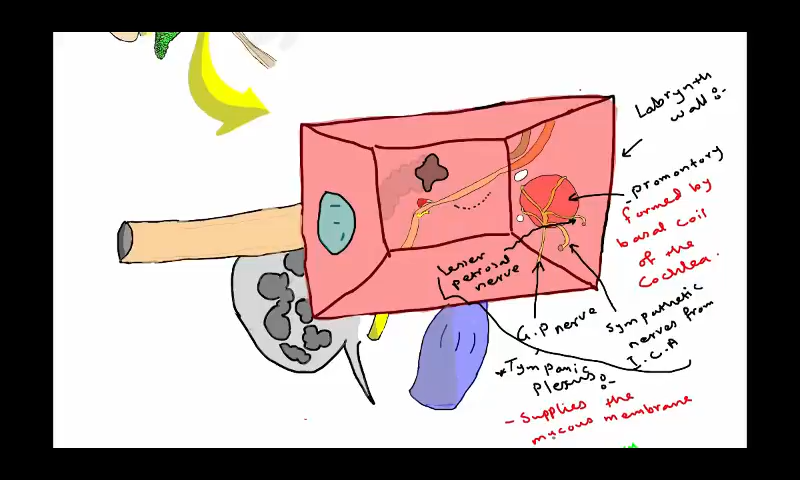 Labrynth
wall :-
- Promontory
formed by
basal coil
of the
Cochlea.
Lesser
petrosal
nerve
G.P nerve
Sympathetic
nerves from
I.C.A
* Tympanic
Plexus :-
- Supplies the
mucous membrane